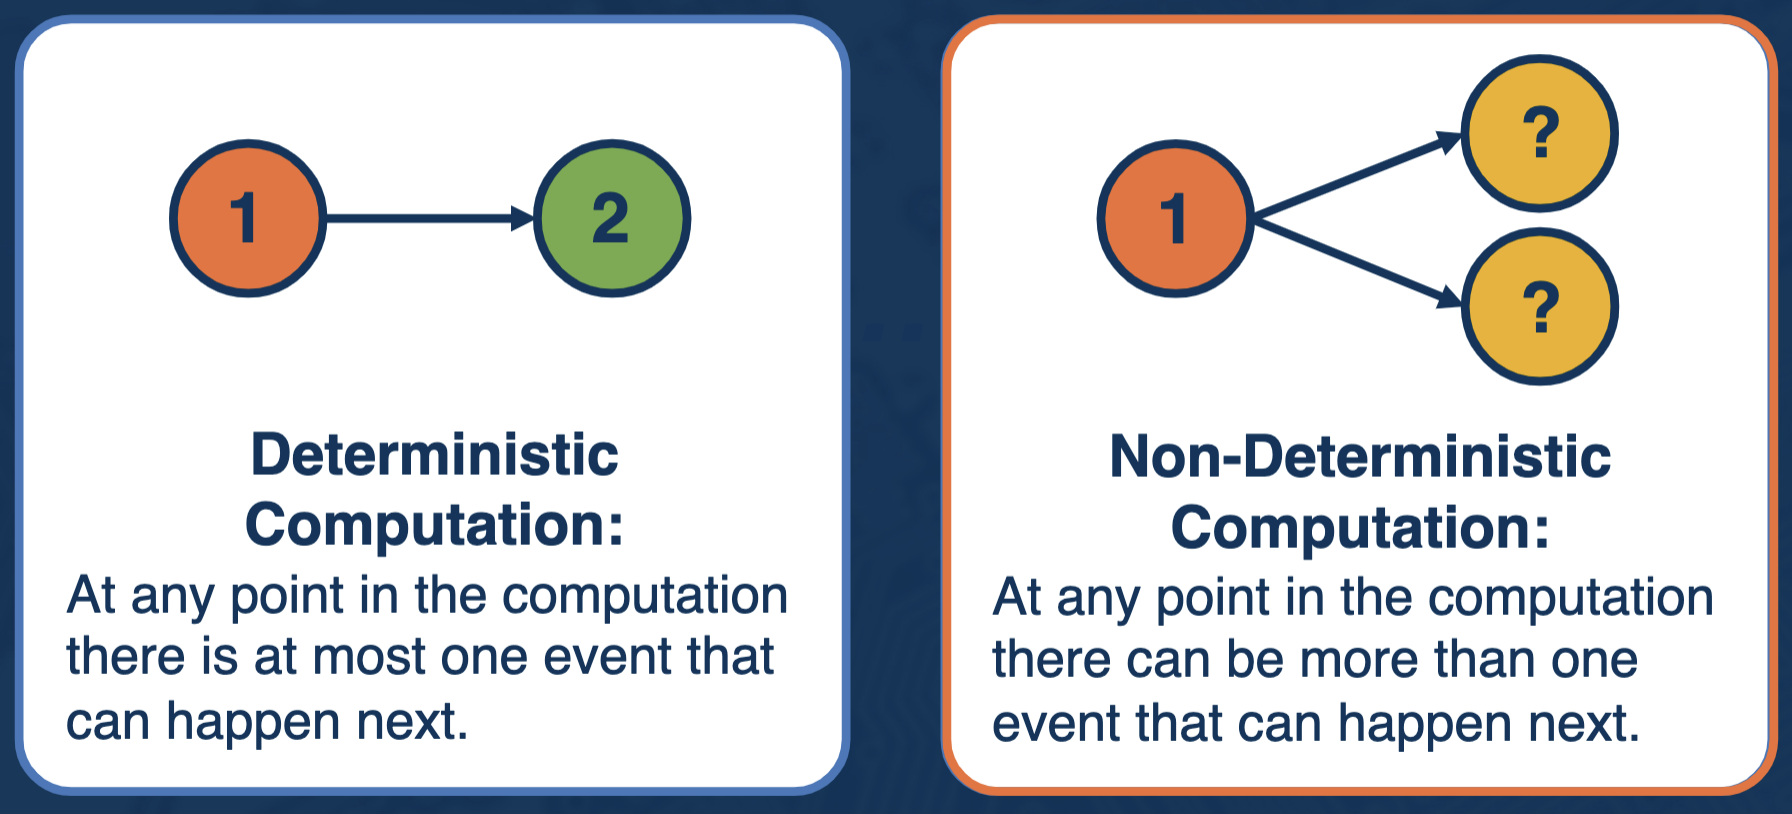 1
2
Deterministic
Computation:
At any point in the computation
there is at most one event that
can happen next.
1
?
?
Non-Deterministic
Computation:
At any point in the computation
there can be more than one
event that can happen next.